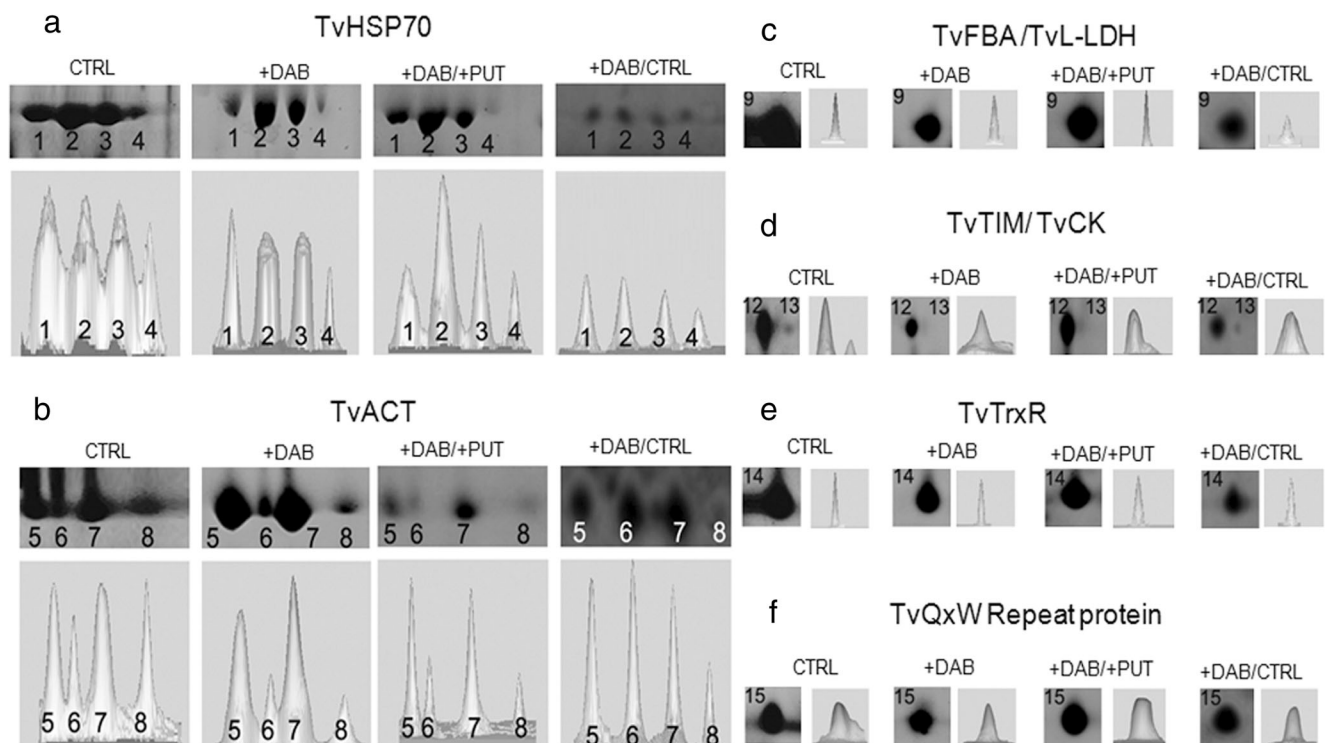 a
TvHSP70
CTRL +DAB +DAB/+PUT +DAB/CTRL
1 2 3 4 1 2 3 4 1 2 3 4 1 2 3 4
1 2 3 4 1 2 3 4 1 2 3 4 1 2 3 4
b
TvACT
CTRL +DAB +DAB/+PUT +DAB/CTRL
5 6 7 8 5 6 7 8 5 6 7 8 5 6 7 8
5 6 7 8 5 6 7 8 5 6 7 8 5 6 7 8
c
TvFBA/TvL-LDH
CTRL +DAB +DAB/+PUT +DAB/CTRL
9 9 9 9
d
TvTIM/TvCK
CTRL +DAB +DAB/+PUT +DAB/CTRL
12 13 12 13 12 13 12 13
e
TvTrxR
CTRL +DAB +DAB/+PUT +DAB/CTRL
14 14 14 14
f
TvQxW Repeat protein
CTRL +DAB +DAB/+PUT +DAB/CTRL
15 15 15 15